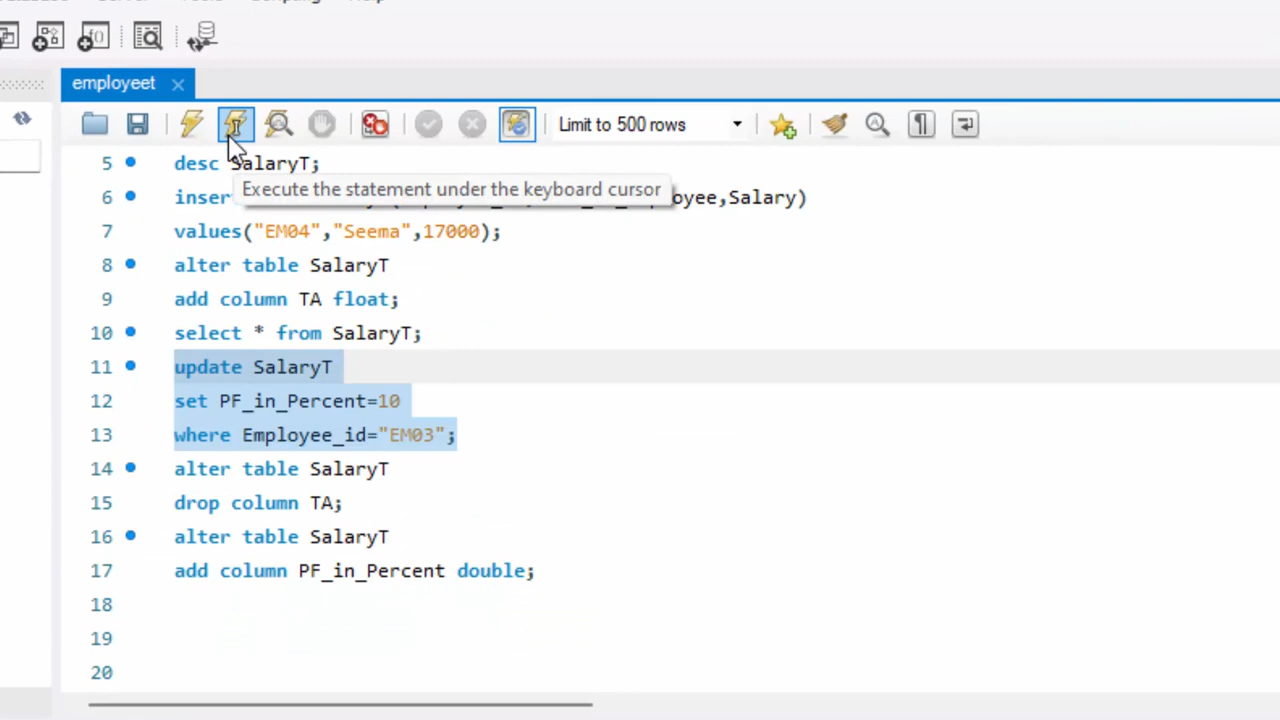 employeet
Limit to 500 rows
5 desc SalaryT;
Execute the statement under the keyboard cursor
6 inser ,Salary)
7 values("EM04","Seema",17000);
8 alter table SalaryT
9 add column TA float;
10 select * from SalaryT;
11 update SalaryT
12 set PF_in_Percent=10
13 where Employee_id="EM03";
14 alter table SalaryT
15 drop column TA;
16 alter table SalaryT
17 add column PF_in_Percent double;
18
19
20